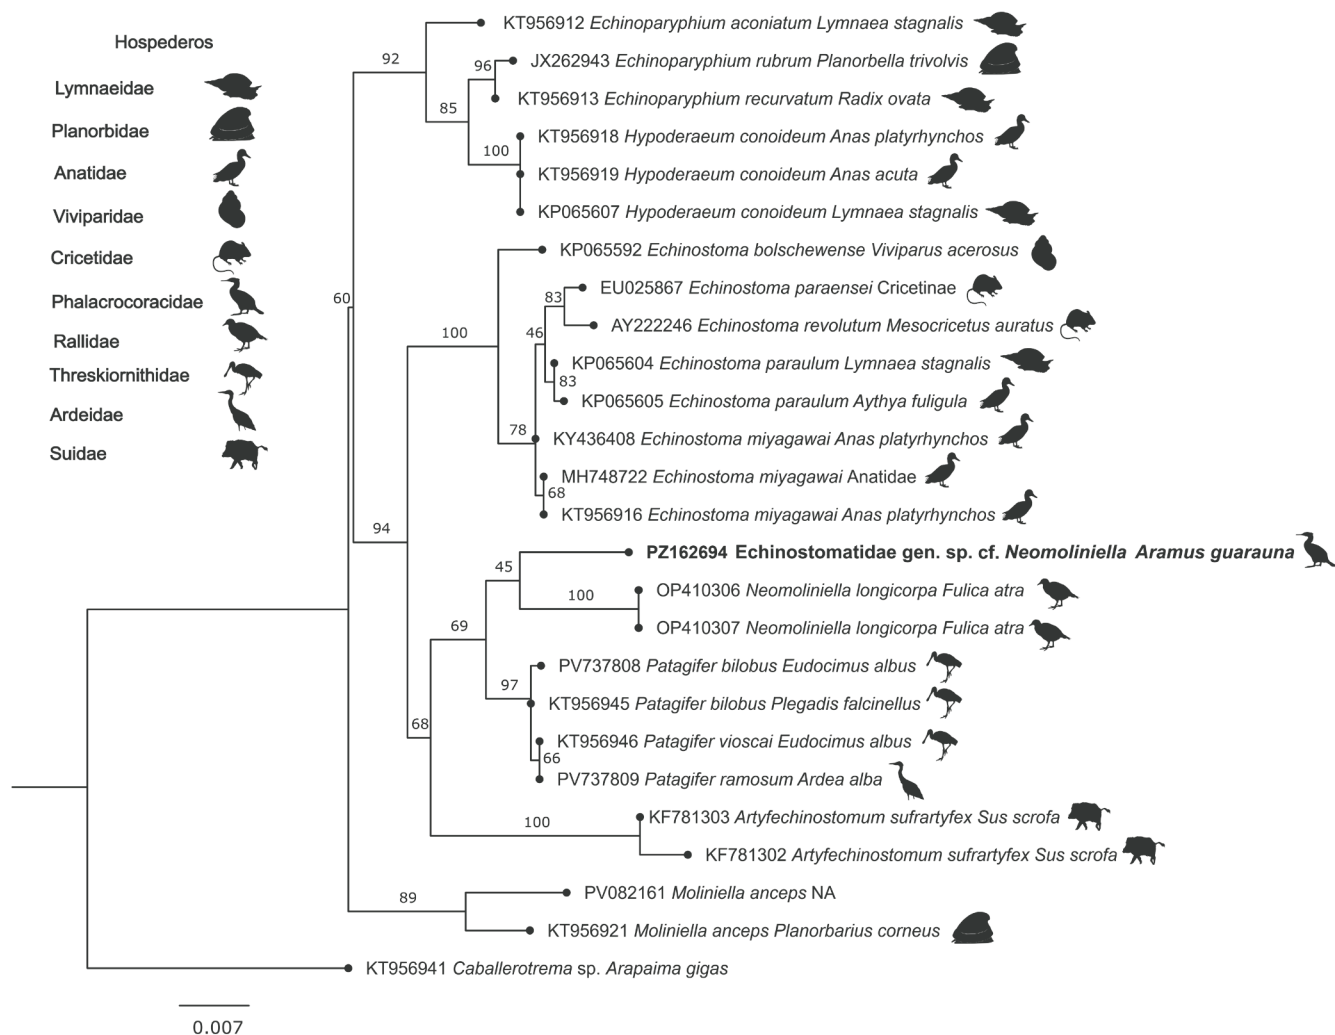 Hospederos
Lymnaeidae
Planorbidae
Anatidae
Viviparidae
Cricetidae
Phalacrocoracidae
Rallidae
Threskiornithidae
Ardeidae
Suidae
KT956912 Echinoparyphium aconiatum Lymnaea stagnalis
92
JX262943 Echinoparyphium rubrum Planorbella trivolvis
96
KT956913 Echinoparyphium recurvatum Radix ovata
85
KT956918 Hypoderaeum conoideum Anas platyrhynchos
100
KT956919 Hypoderaeum conoideum Anas acuta
KP065607 Hypoderaeum conoideum Lymnaea stagnalis
KP065592 Echinostoma bolschewense Viviparus acerosus
EU025867 Echinostoma paraensei Cricetinae
60
83
AY222246 Echinostoma revolutum Mesocricetus auratus
100
46
KP065604 Echinostoma paraulum Lymnaea stagnalis
83
KP065605 Echinostoma paraulum Aythya fuligula
78
KY436408 Echinostoma miyagawai Anas platyrhynchos
MH748722 Echinostoma miyagawai Anatidae
68
KT956916 Echinostoma miyagawai Anas platyrhynchos
94
PZ162694 Echinostomatidae gen. sp. cf. Neomoliniella Aramus guarauna
45
OP410306 Neomoliniella longicorpa Fulica atra
100
OP410307 Neomoliniella longicorpa Fulica atra
69
PV737808 Patagifer bilobus Eudocimus albus
97
KT956945 Patagifer bilobus Plegadis falcinellus
68
KT956946 Patagifer vioscai Eudocimus albus
66
PV737809 Patagifer ramosum Ardea alba
KF781303 Artyfechinostomum sufrartyfex Sus scrofa
100
KF781302 Artyfechinostomum sufrartyfex Sus scrofa
PV082161 Moliniella anceps NA
89
KT956921 Moliniella anceps Planorbarius corneus
KT956941 Caballerotrema sp. Arapaima gigas
0.007